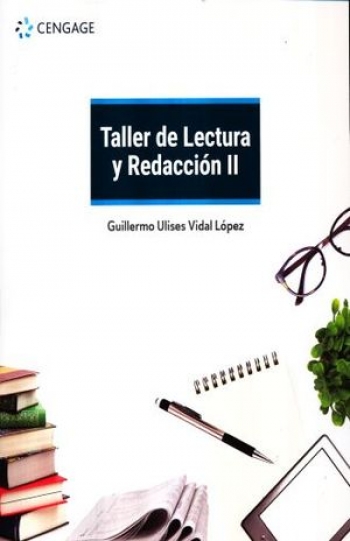 CENGAGE
Taller de Lectura
y Redacción II
Guillermo Ulises Vidal López